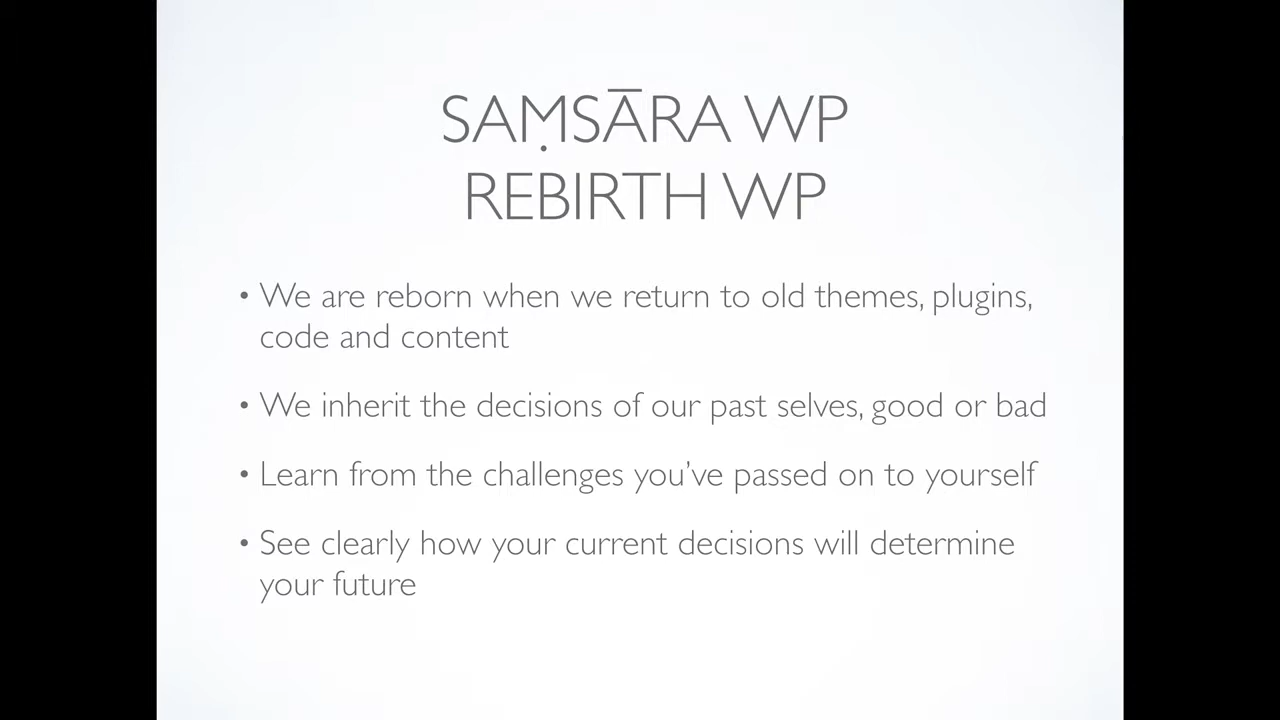 SAṂSĀRA WP
REBIRTH WP
• We are reborn when we return to old themes, plugins,
code and content
• We inherit the decisions of our past selves, good or bad
• Learn from the challenges you’ve passed on to yourself
• See clearly how your current decisions will determine
your future